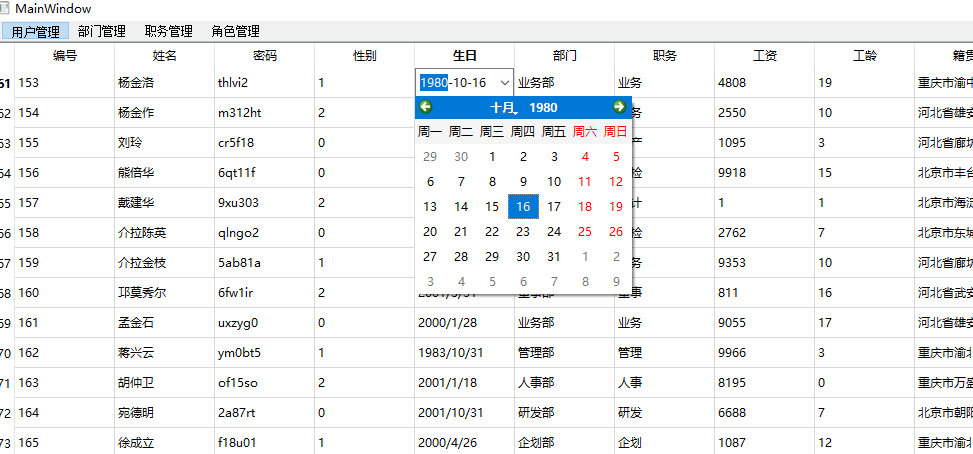 MainWindow
用户管理 部门管理 职务管理 角色管理
编号 姓名 密码 性别 生日 部门 职务 工资 工龄 籍贯
61 153 杨金洛 thlvi2 1 1980-10-16 业务部 业务 4808 19 重庆市渝中
62 154 杨金作 m312ht 2 十月, 1980 务 2550 10 河北省雄安
周一 周二 周三 周四 周五 周六 周日
55 155 刘玲 cr5f18 0 产 1095 3 河北省廊坊
29 30 1 2 3 4 5
56 156 熊倍华 6qt11f 0 检 9918 15 北京市丰台
6 7 8 9 10 11 12
55 157 戴建华 9xu303 2 13 14 15 16 17 18 19 计 1 1 北京市海淀
66 158 介拉陈英 qlngo2 0 20 21 22 23 24 25 26 检 2762 7 北京市东城
67 159 介拉金枝 5ab81a 1 27 28 29 30 31 1 2 务 9353 10 河北省廊坊
3 4 5 6 7 8 9
58 160 邛莫秀尔 6fw1ir 2 人事 811 16 河北省武安
59 161 孟金石 uxzyg0 0 2000/1/28 业务部 业务 9055 17 河北省雄安
70 162 蒋兴云 ym0bt5 1 1983/10/31 管理部 管理 9966 3 重庆市渝北
71 163 胡仲卫 of15so 2 2001/1/18 人事部 人事 8195 0 重庆市万盛
72 164 宛德明 2a87rt 0 2001/10/31 研发部 研发 6688 7 北京市朝阳
73 165 徐成立 f18u01 1 2000/4/26 企划部 企划 1087 12 重庆市渝北